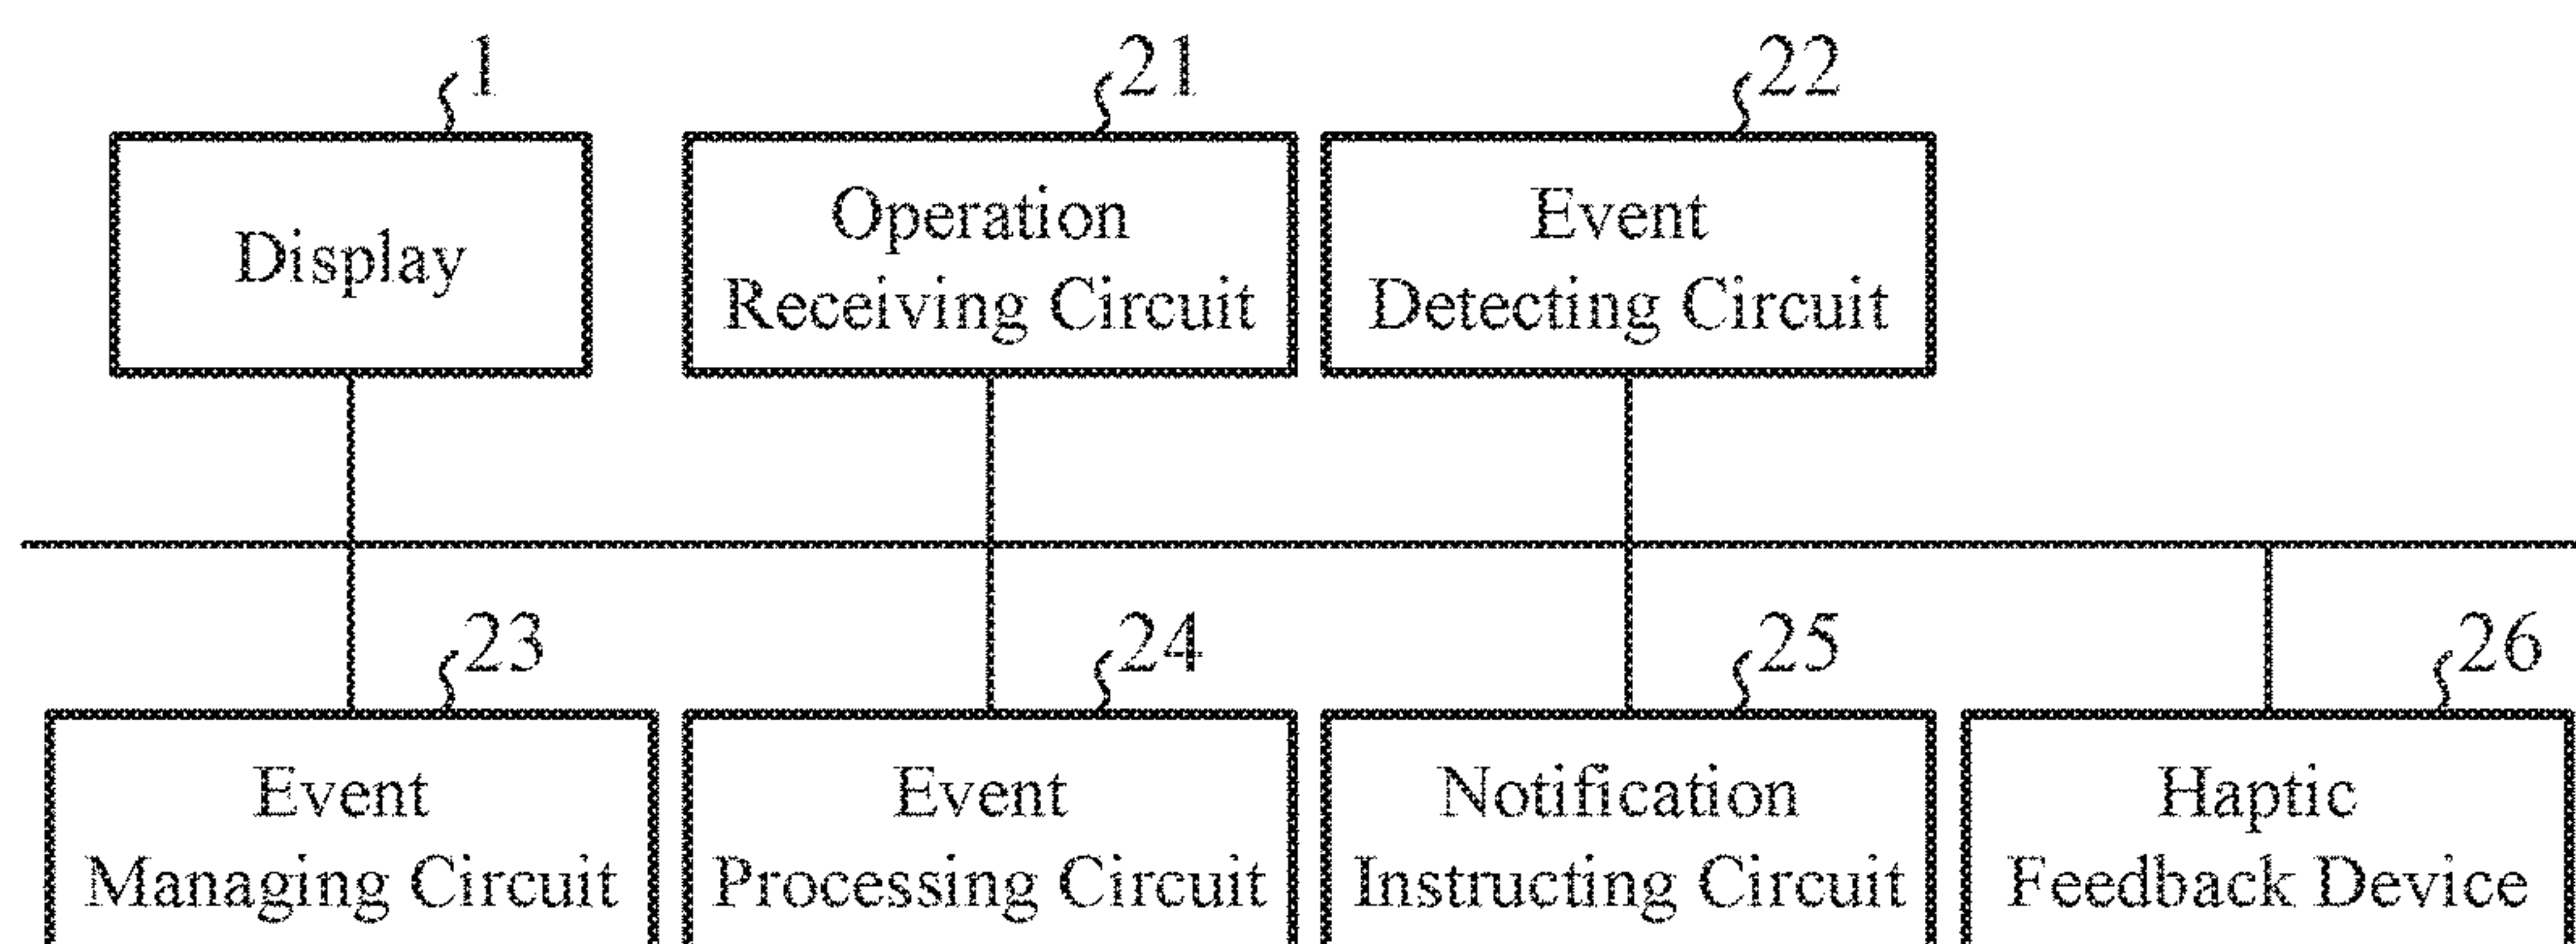 1
21
22
Display
Operation
Receiving Circuit
Event
Detecting Circuit
23
24
25
26
Event
Managing Circuit
Event
Processing Circuit
Notification
Instructing Circuit
Haptic
Feedback Device